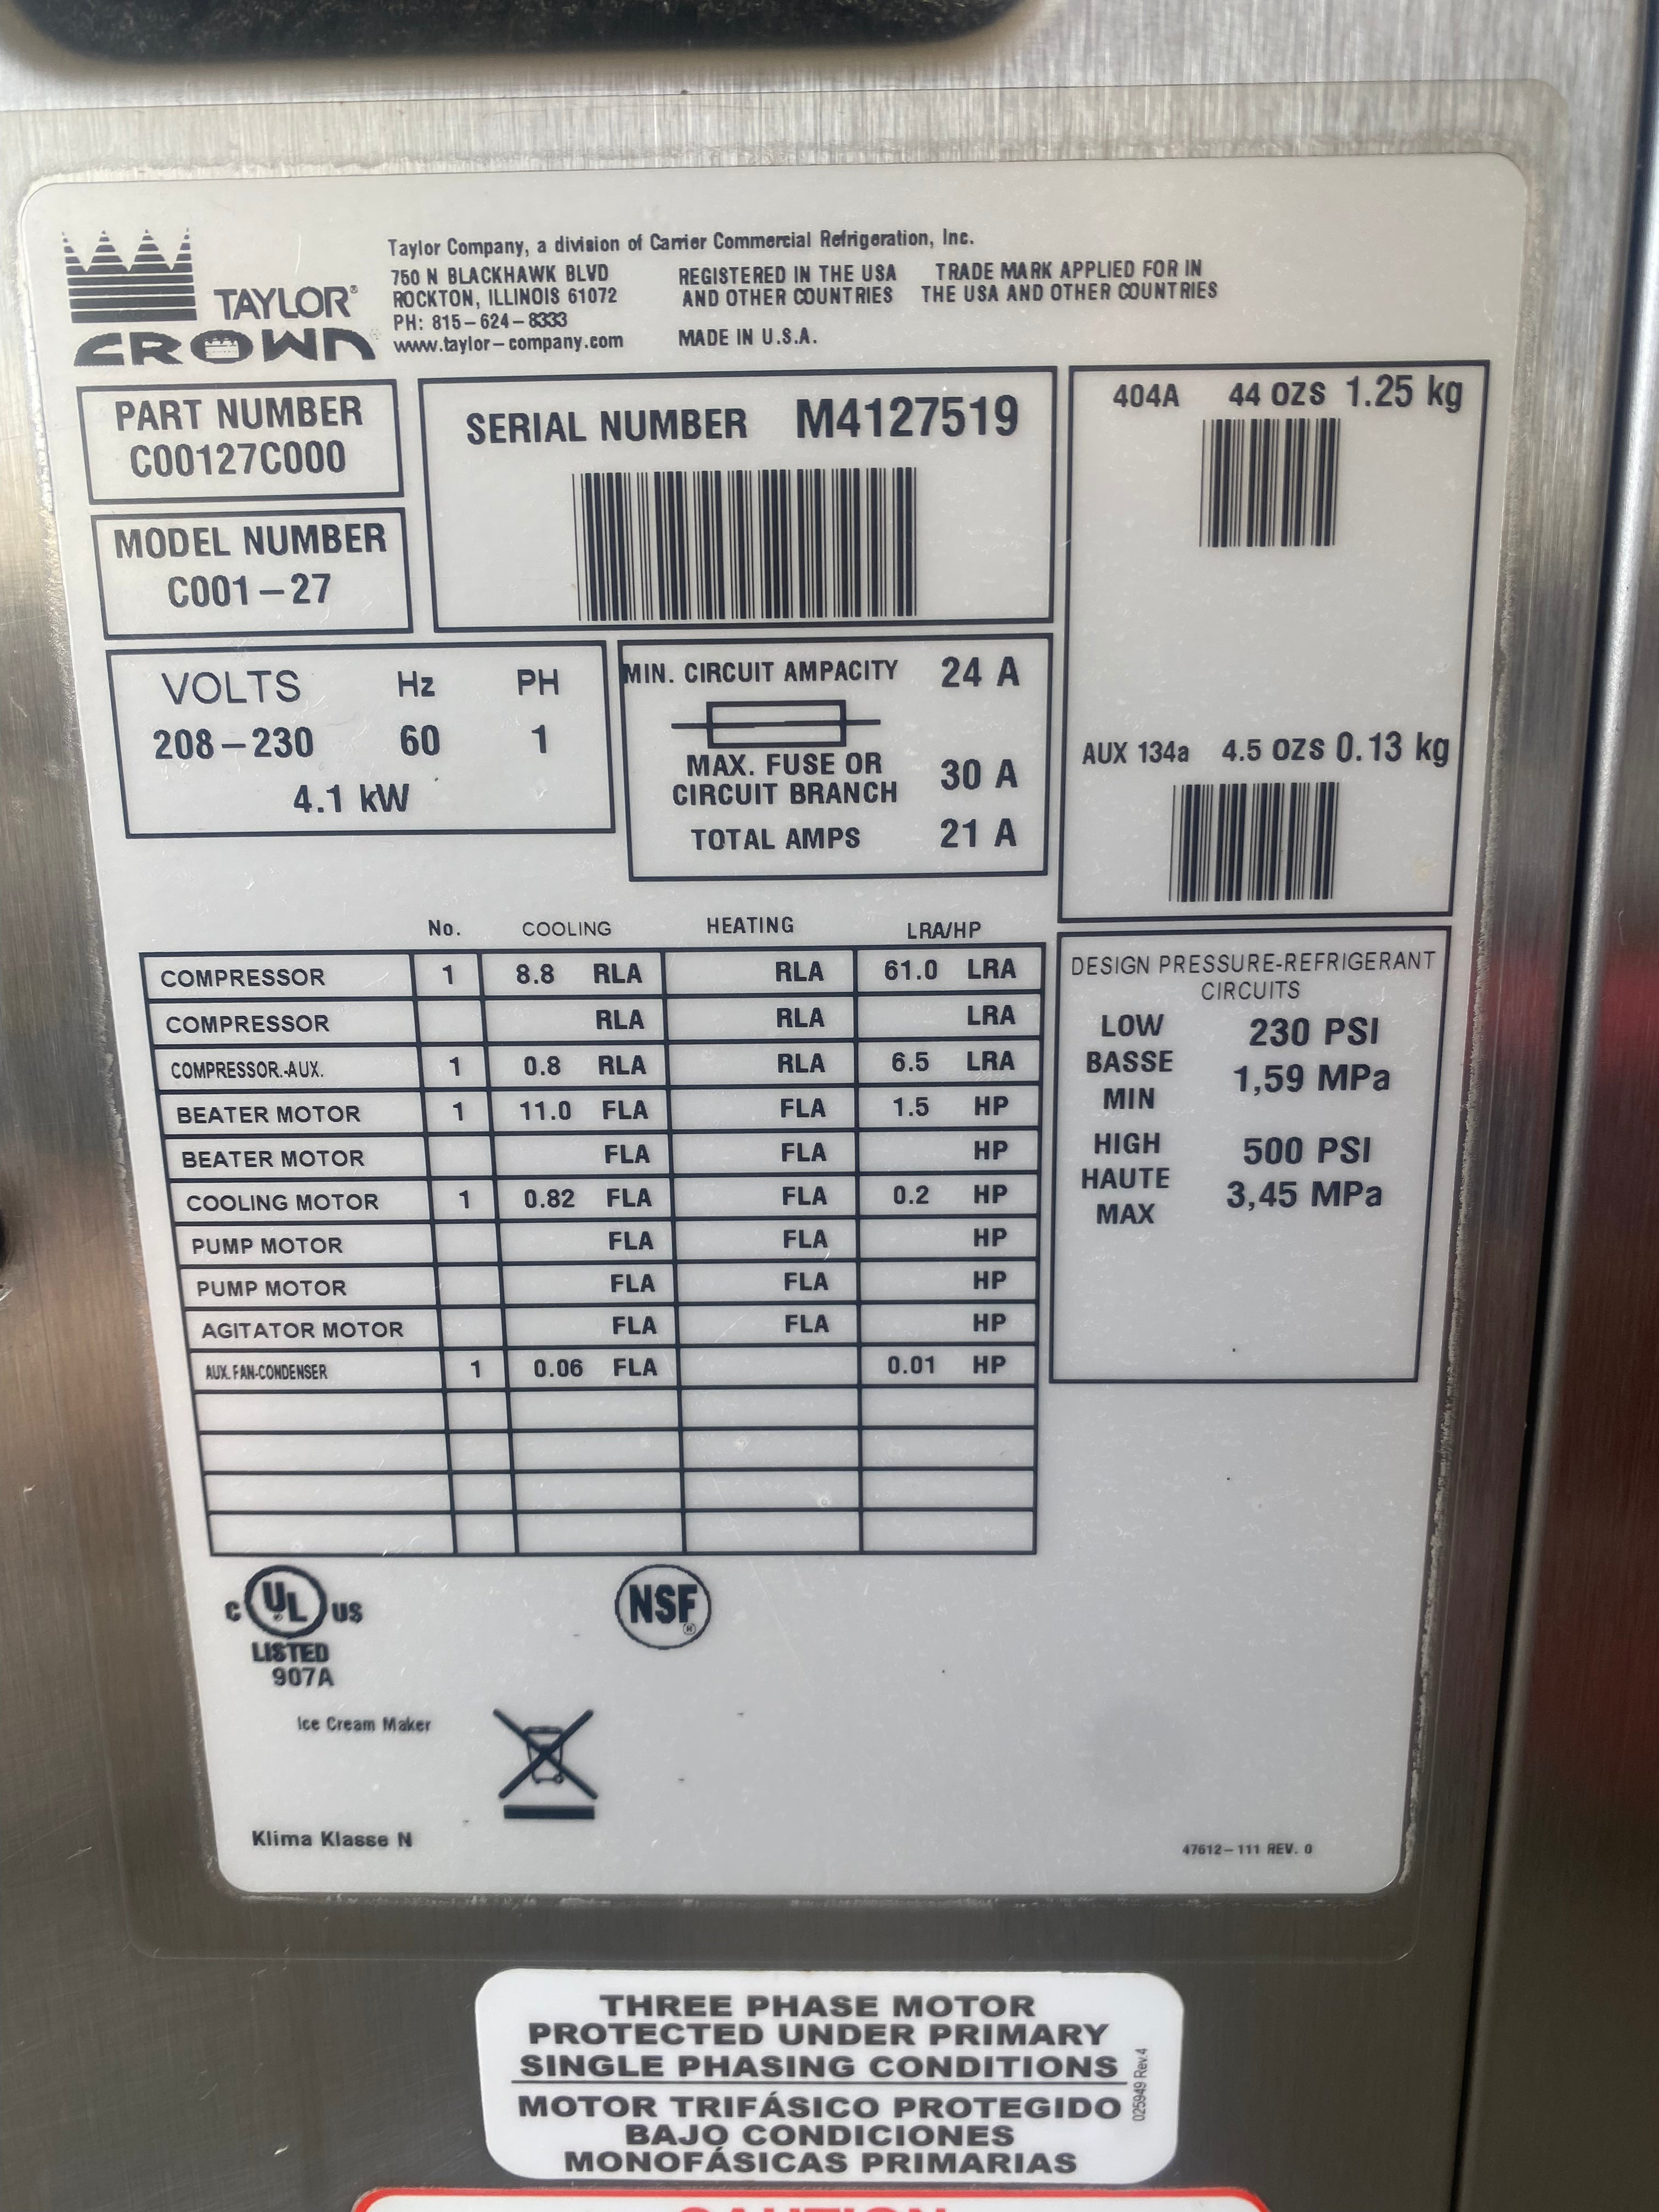 Taylor Company, a division of Carrier Commercial Refrigeration, Inc.
750 N BLACKHAWK BLVD
ROCKTON, ILLINOIS 61072
PH: 815-624-8333
www.taylor-company.com
REGISTERED IN THE USA
AND OTHER COUNTRIES
MADE IN U.S.A.
TRADE MARK APPLIED FOR IN
THE USA AND OTHER COUNTRIES
TAYLOR®
CROWN
PART NUMBER
C00127C000
MODEL NUMBER
C001-27
SERIAL NUMBER M4127519
404A 44 OZS 1.25 kg
AUX 134a 4.5 OZS 0.13 kg
VOLTS Hz PH
208-230 60 1
4.1 kW
MIN. CIRCUIT AMPACITY 24 A
MAX. FUSE OR
CIRCUIT BRANCH 30 A
TOTAL AMPS 21 A
No. COOLING HEATING LRA/HP
COMPRESSOR 1 8.8 RLA RLA 61.0 LRA
COMPRESSOR RLA RLA LRA
COMPRESSOR.-AUX. 1 0.8 RLA RLA 6.5 LRA
BEATER MOTOR 1 11.0 FLA FLA 1.5 HP
BEATER MOTOR FLA FLA HP
COOLING MOTOR 1 0.82 FLA FLA 0.2 HP
PUMP MOTOR FLA FLA HP
PUMP MOTOR FLA FLA HP
AGITATOR MOTOR FLA FLA HP
AUX. FAN-CONDENSER 1 0.06 FLA 0.01 HP
DESIGN PRESSURE-REFRIGERANT
CIRCUITS
LOW 230 PSI
BASSE 1,59 MPa
MIN
HIGH 500 PSI
HAUTE 3,45 MPa
MAX
C UL US
LISTED
907A
NSF
Ice Cream Maker
Klima Klasse N
47612-111 REV. 0
THREE PHASE MOTOR
PROTECTED UNDER PRIMARY
SINGLE PHASING CONDITIONS
MOTOR TRIFÁSICO PROTEGIDO
BAJO CONDICIONES
MONOFÁSICAS PRIMARIAS
025949 Rev.4
CAUTION